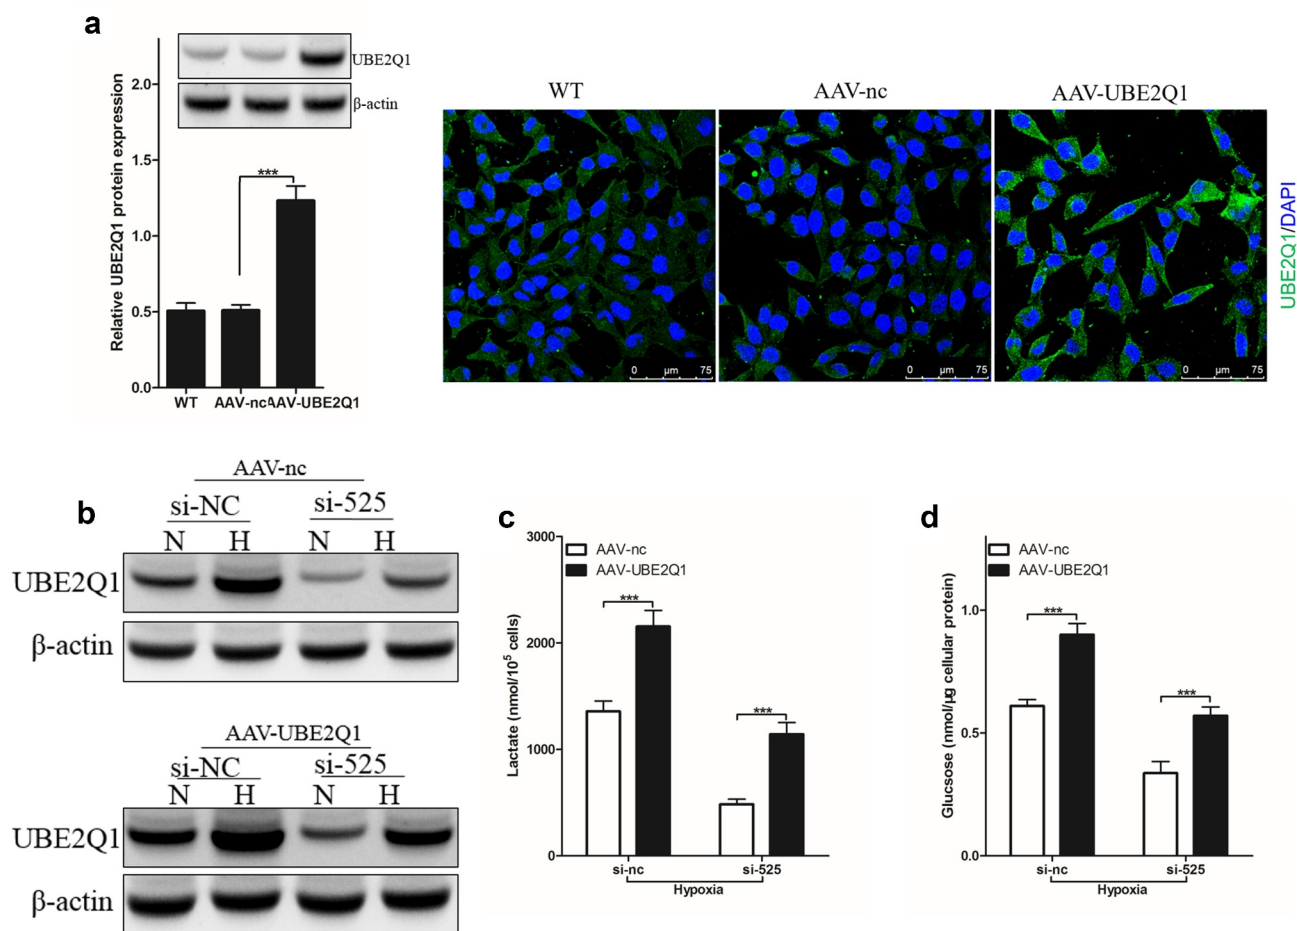 a
UBE2Q1
β-actin
Relative UBE2Q1 protein expression
2.0
1.5
1.0
0.5
0.0
***
WT
AAV-nc
AAV-UBE2Q1
WT
AAV-nc
AAV-UBE2Q1
0 µm 75
0 µm 75
0 µm 75
UBE2Q1/DAPI
b
AAV-nc
si-NC si-525
N H N H
UBE2Q1
β-actin
AAV-UBE2Q1
si-NC si-525
N H N H
UBE2Q1
β-actin
c
Lactate (nmol/10⁵ cells)
3000
2000
1000
0
AAV-nc
AAV-UBE2Q1
***
***
si-nc si-525
Hypoxia
d
Glucsose (nmol/µg cellular protein)
1.0
0.5
0.0
AAV-nc
AAV-UBE2Q1
***
***
si-nc si-525
Hypoxia